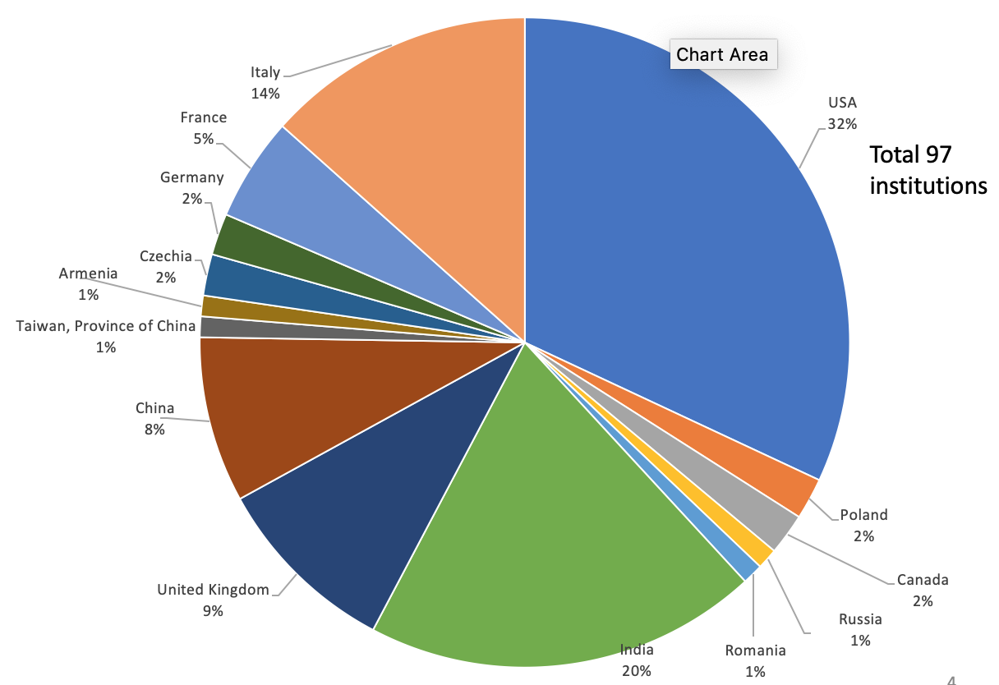 Chart Area
USA
32%
Total 97
institutions
Poland
2%
Canada
2%
Russia
1%
Romania
1%
India
20%
United Kingdom
9%
China
8%
Taiwan, Province of China
1%
Armenia
1%
Czechia
2%
Germany
2%
France
5%
Italy
14%
4